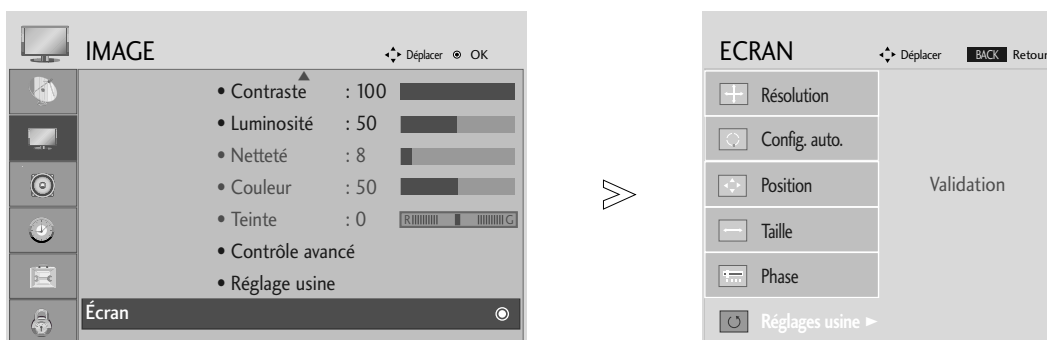 IMAGE
Déplacer OK
• Contraste : 100
• Luminosité : 50
• Netteté : 8
• Couleur : 50
• Teinte : 0 R G
• Contrôle avancé
• Réglage usine
Écran
ECRAN
Déplacer BACK Retour
Résolution
Config. auto.
Position
Taille
Phase
Réglages usine ►
Validation